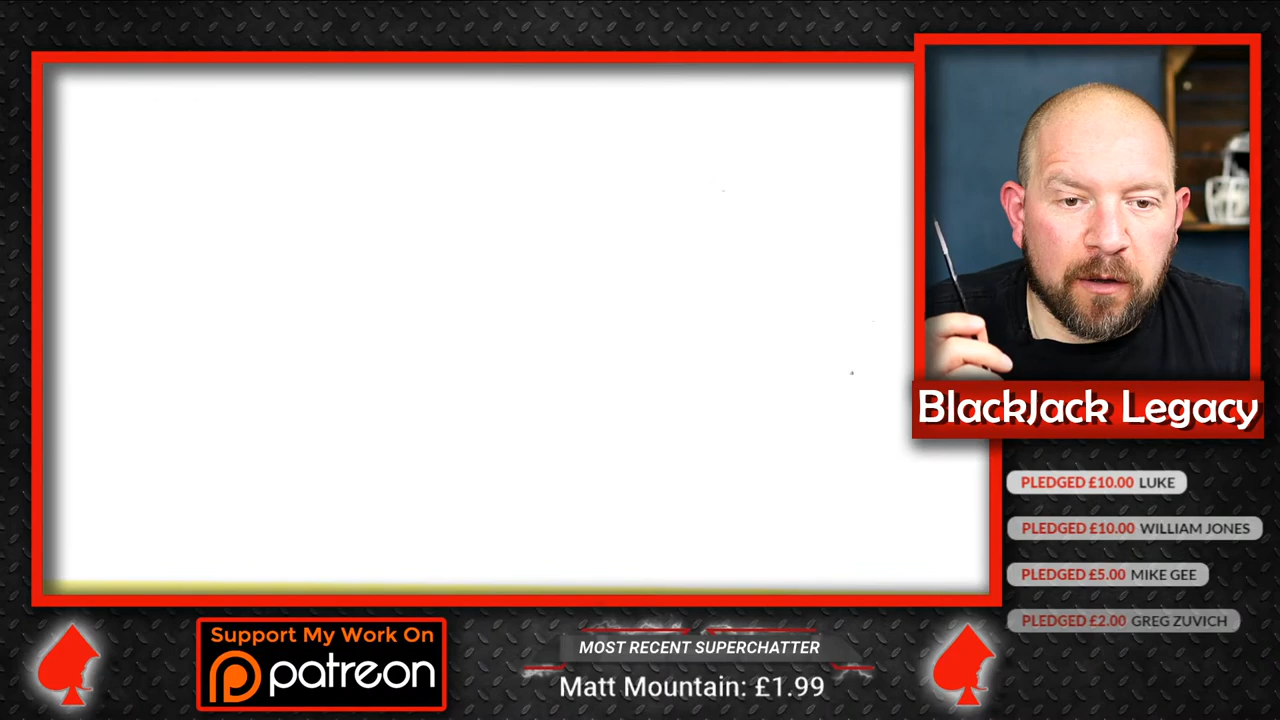 BlackJack Legacy
PLEDGED £10.00 LUKE
PLEDGED £10.00 WILLIAM JONES
PLEDGED £5.00 MIKE GEE
PLEDGED £2.00 GREG ZUVICH
Support My Work On
patreon
MOST RECENT SUPERCHATTER
Matt Mountain: £1.99